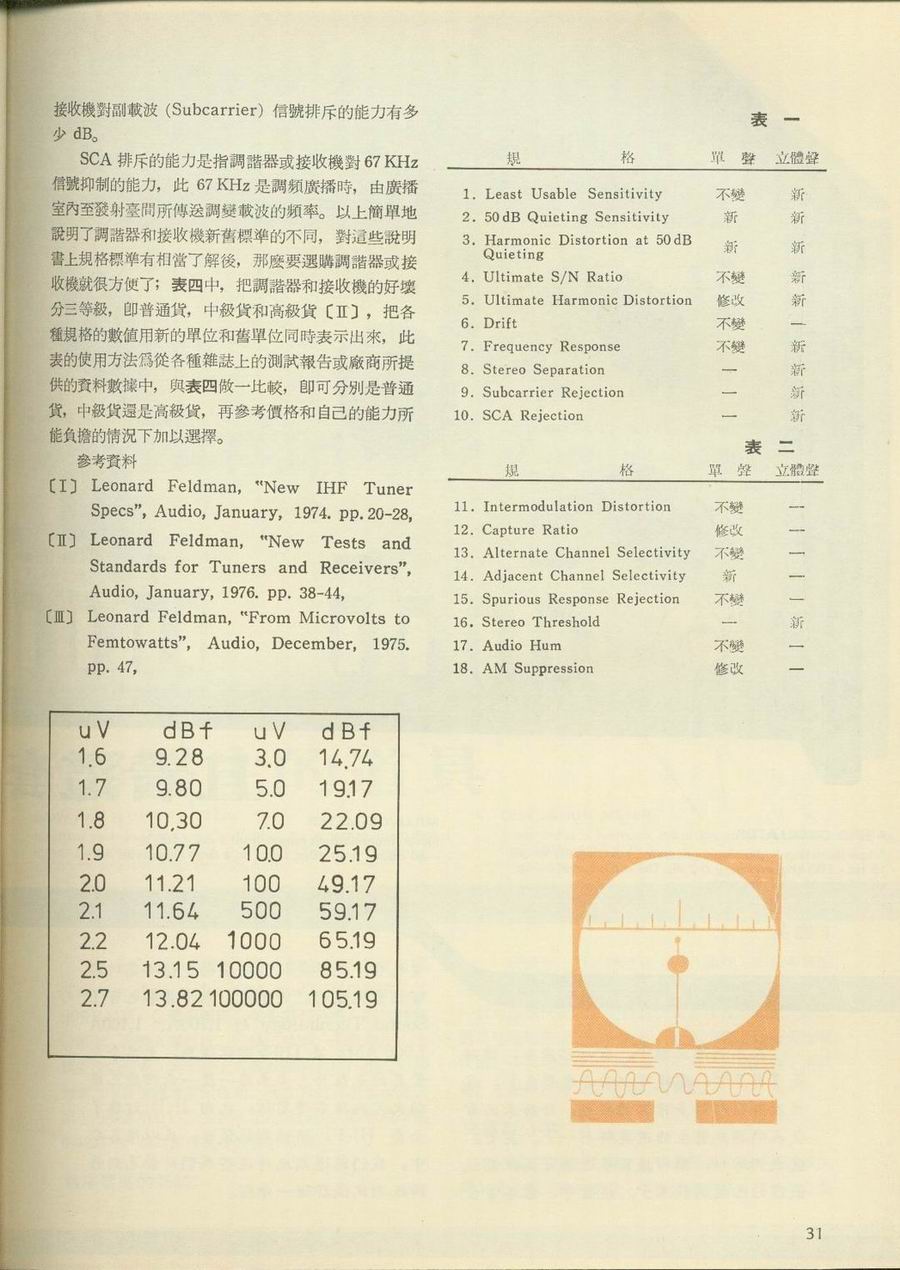 接收機對副載波 (Subcarrier) 信號排斥的能力有多
少 dB。
SCA 排斥的能力是指調諧器或接收機對 67 KHz
信號抑制的能力，此 67 KHz 是調頻廣播時，由廣播
室內至發射臺間所傳送調變載波的頻率。以上簡單地
說明了調諧器和接收機新舊標準的不同，對這些說明
書上規格標準有相當了解後，那麼要選購調諧器或接
收機就很方便了；表四中，把調諧器和接收機的好壞
分三等級，卽普通貨，中級貨和高級貨〔Ⅱ〕，把各
種規格的數值用新的單位和舊單位同時表示出來，此
表的使用方法爲從各種雜誌上的測試報告或廠商所提
供的資料數據中，與表四做一比較，卽可分別是普通
貨，中級貨還是高級貨，再參考價格和自己的能力所
能負擔的情況下加以選擇。
參考資料
〔Ⅰ〕 Leonard Feldman, "New IHF Tuner
Specs", Audio, January, 1974. pp. 20-28,
〔Ⅱ〕 Leonard Feldman, "New Tests and
Standards for Tuners and Receivers",
Audio, January, 1976. pp. 38-44,
〔Ⅲ〕 Leonard Feldman, "From Microvolts to
Femtowatts", Audio, December, 1975.
pp. 47,
uV dBf uV dBf
1.6 9.28 3.0 14.74
1.7 9.80 5.0 19.17
1.8 10.30 7.0 22.09
1.9 10.77 10.0 25.19
2.0 11.21 100 49.17
2.1 11.64 500 59.17
2.2 12.04 1000 65.19
2.5 13.15 10000 85.19
2.7 13.82 100000 105.19
表 一
規 格 單 聲 立體聲
1. Least Usable Sensitivity 不變 新
2. 50 dB Quieting Sensitivity 新 新
3. Harmonic Distortion at 50 dB
Quieting 新 新
4. Ultimate S/N Ratio 不變 新
5. Ultimate Harmonic Distortion 修改 新
6. Drift 不變 —
7. Frequency Response 不變 新
8. Stereo Separation — 新
9. Subcarrier Rejection — 新
10. SCA Rejection — 新
表 二
規 格 單 聲 立體聲
11. Intermodulation Distortion 不變 —
12. Capture Ratio 修改 —
13. Alternate Channel Selectivity 不變 —
14. Adjacent Channel Selectivity 新 —
15. Spurious Response Rejection 不變 —
16. Stereo Threshold — 新
17. Audio Hum 不變 —
18. AM Suppression 修改 —
31